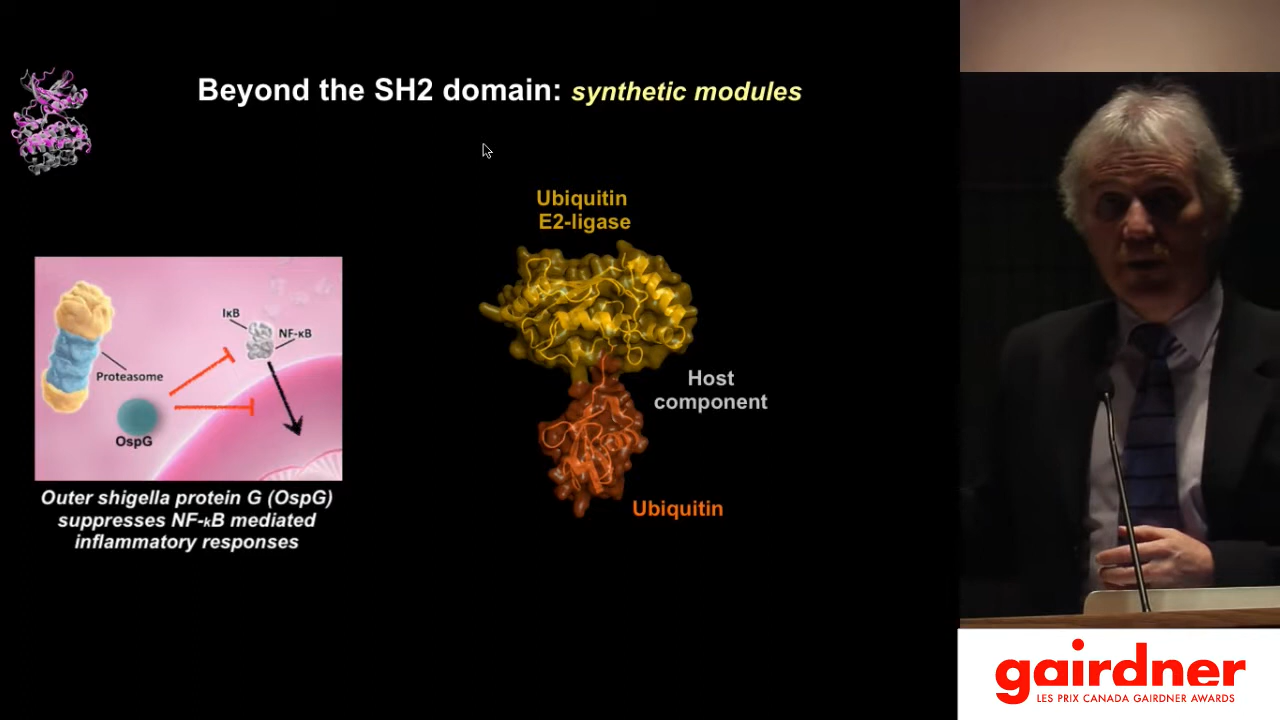 Beyond the SH2 domain: synthetic modules
Ubiquitin
E2-ligase
IκB
NF-κB
Proteasome
OspG
Host
component
Outer shigella protein G (OspG)
suppresses NF-κB mediated
inflammatory responses
Ubiquitin
gairdner
LES PRIX CANADA GAIRDNER AWARDS